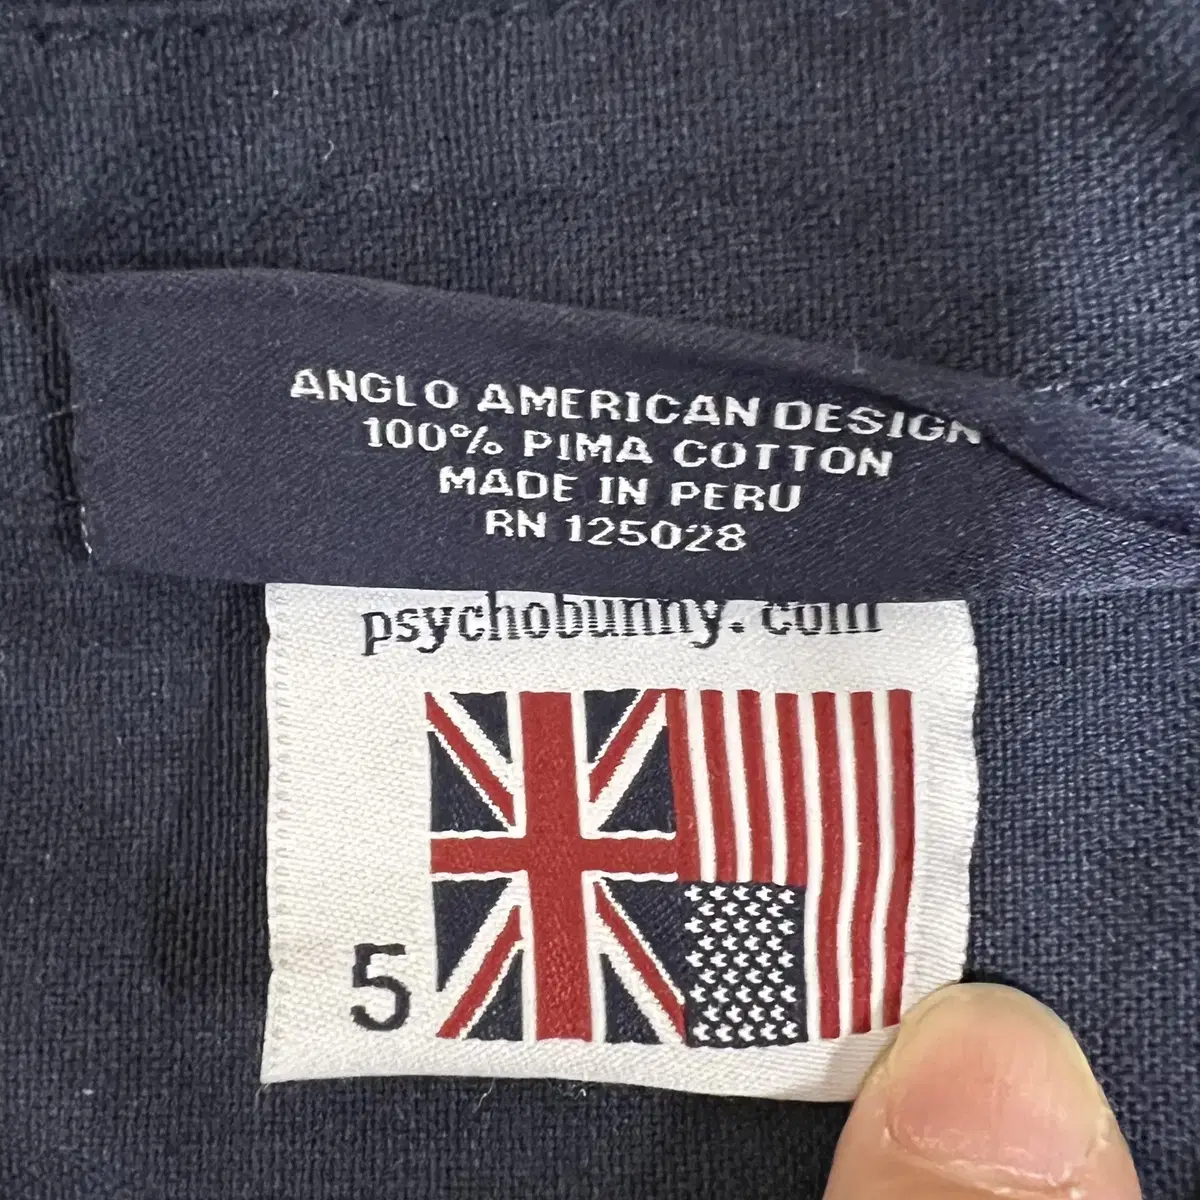 ANGLO AMERICAN DESIGN
100% PIMA COTTON
MADE IN PERU
RN 125028
psychobunny.com
5